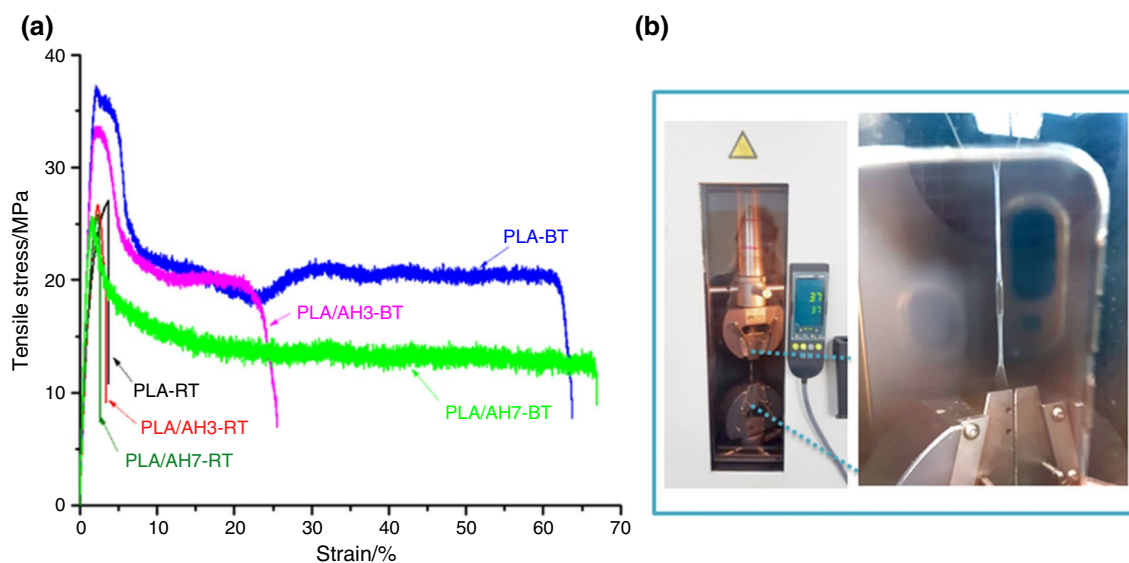 (a)
(b)
40
30
20
10
0
0
10
20
30
40
50
60
70
Tensile stress/MPa
Strain/%
PLA-BT
PLA/AH3-BT
PLA/AH7-BT
PLA-RT
PLA/AH3-RT
PLA/AH7-RT
37
37